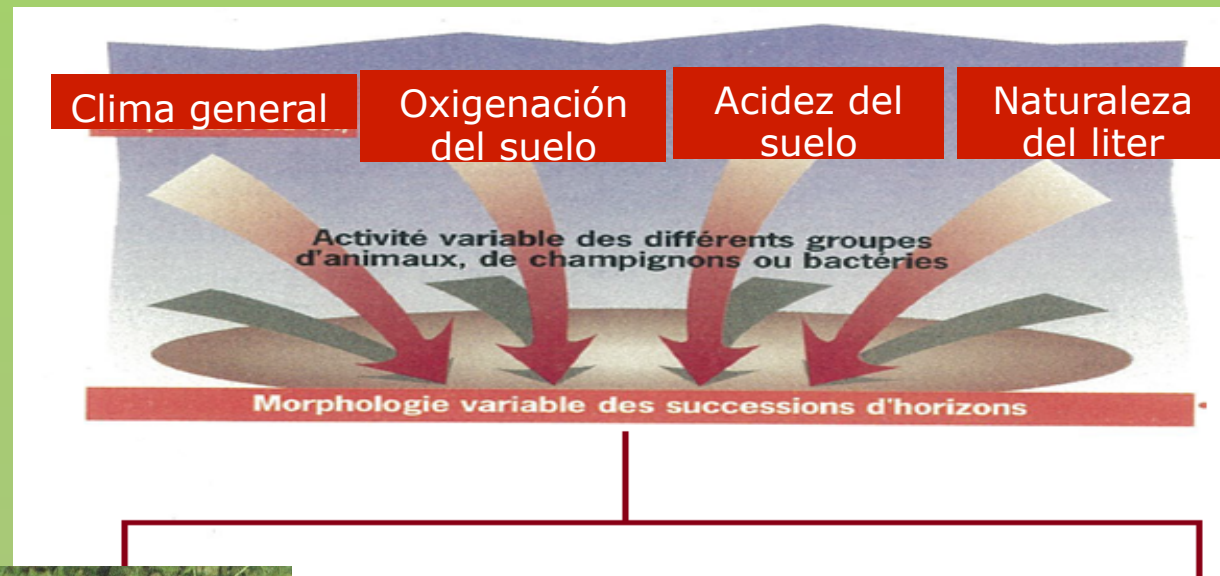 Clima general
Oxigenación
del suelo
Acidez del
suelo
Naturaleza
del liter
Activité variable des différents groupes
d'animaux, de champignons ou bactéries
Morphologie variable des successions d'horizons